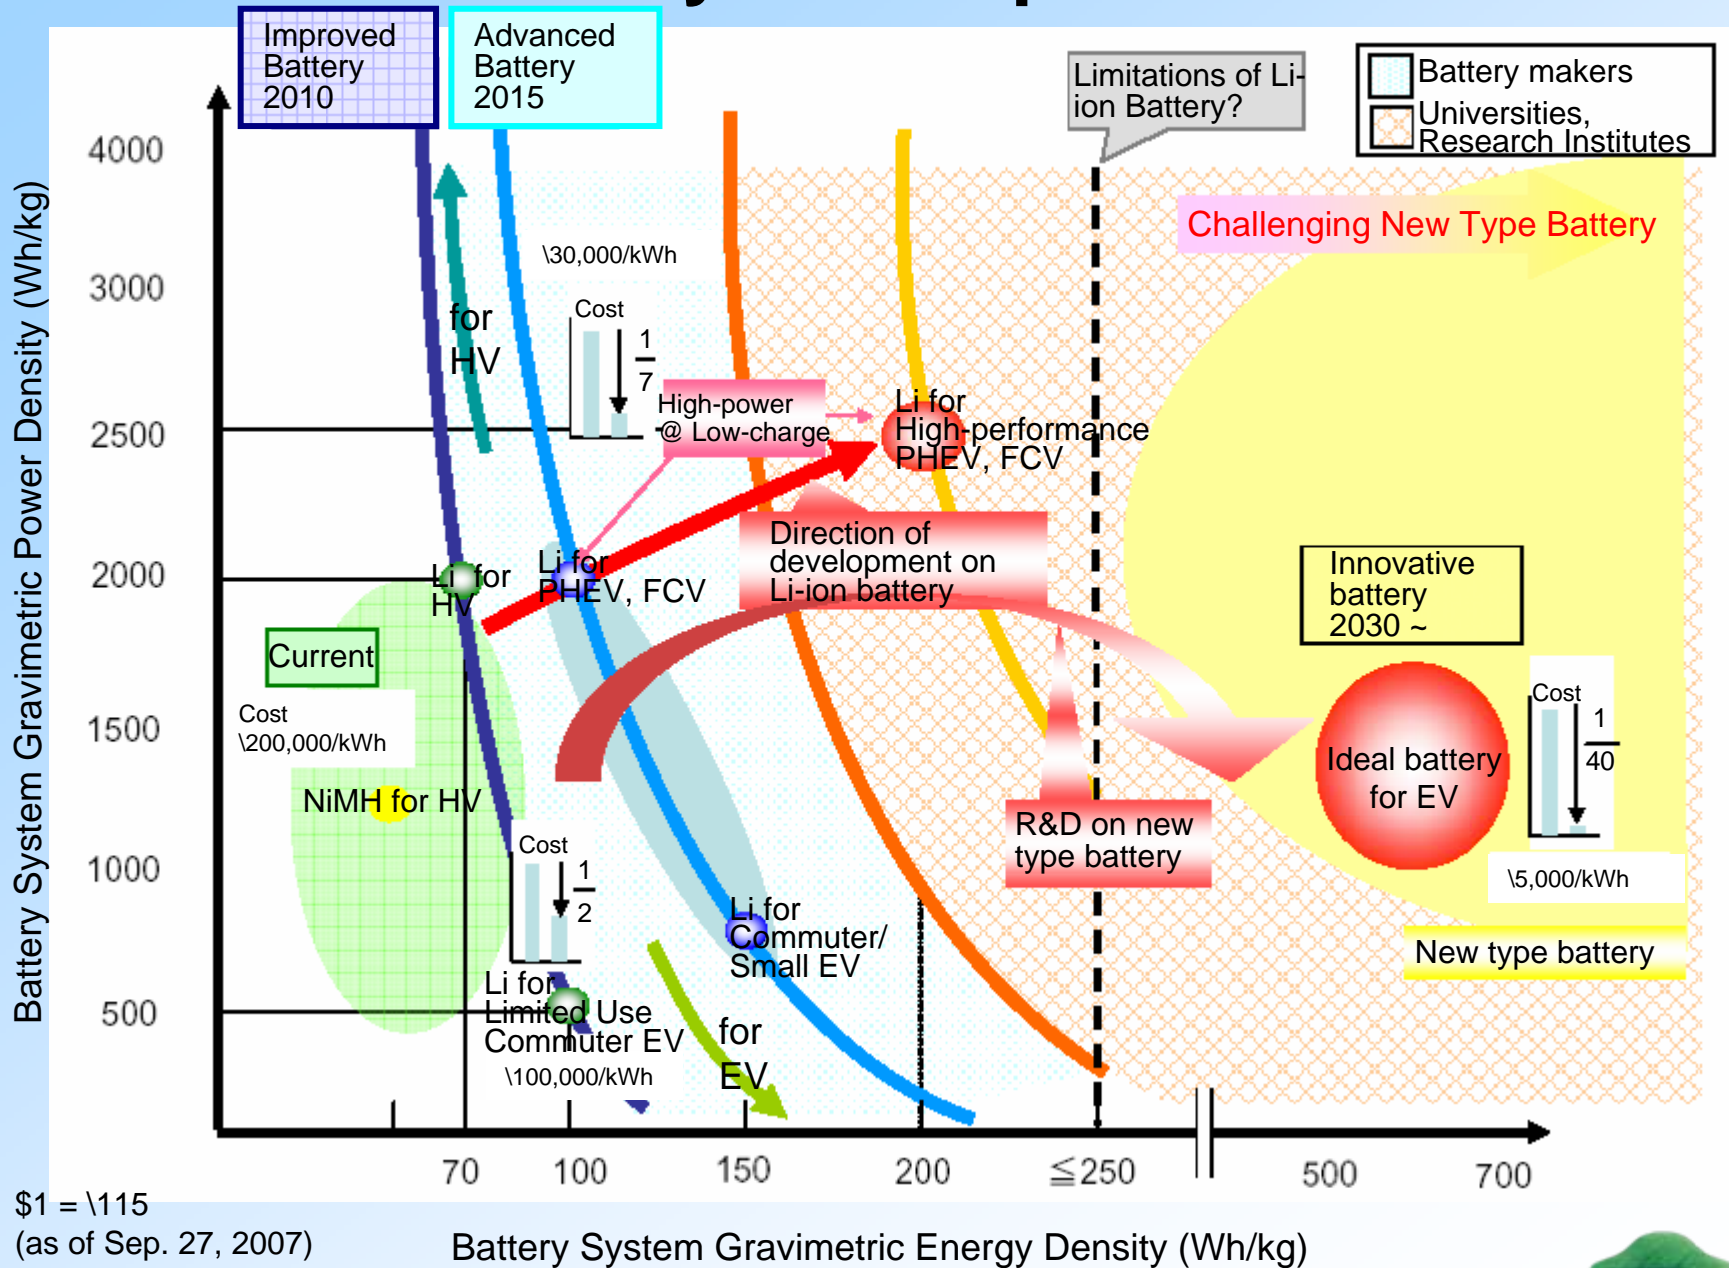 Improved
Battery
2010
Advanced
Battery
2015
Limitations of Li-
ion Battery?
Battery makers
Universities,
Research Institutes
Battery System Gravimetric Power Density (Wh/kg)
4000
3000
2500
2000
1500
1000
500
Challenging New Type Battery
\30,000/kWh
Cost
1
7
for
HV
High-power
@ Low-charge
Li for
High-performance
PHEV, FCV
Direction of
development on
Li-ion battery
Li for
HV
Li for
PHEV, FCV
Innovative
battery
2030 ~
Current
Cost
\200,000/kWh
NiMH for HV
Cost
1
2
Cost
1
40
Ideal battery
for EV
\5,000/kWh
R&D on new
type battery
Li for
Commuter/
Small EV
New type battery
Li for
Limited Use
Commuter EV
\100,000/kWh
for
EV
70
100
150
200
≦250
500
700
$1 = \115
(as of Sep. 27, 2007)
Battery System Gravimetric Energy Density (Wh/kg)